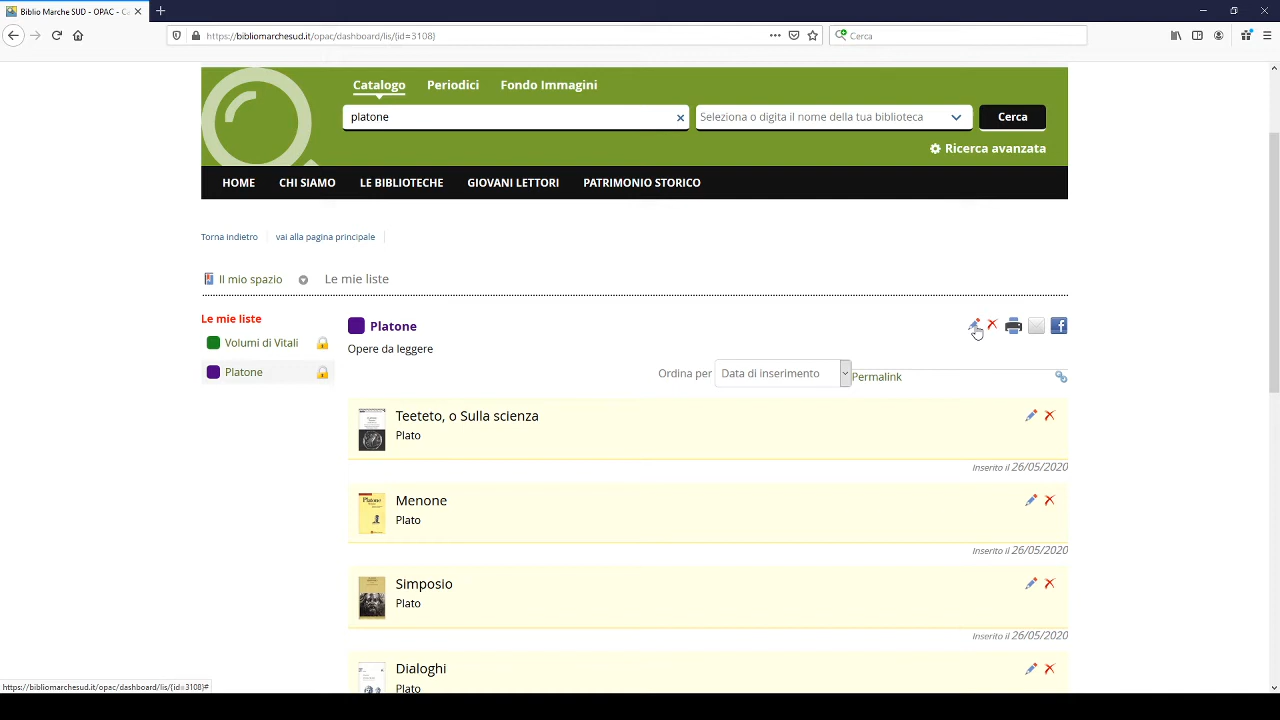 Biblio Marche SUD - OPAC - Ca
https://bibliomarchesud.it/opac/dashboard/lis/(id=3108)
Cerca
Catalogo
Periodici
Fondo Immagini
platone
Seleziona o digita il nome della tua biblioteca
Cerca
Ricerca avanzata
HOME
CHI SIAMO
LE BIBLIOTECHE
GIOVANI LETTORI
PATRIMONIO STORICO
Torna indietro
vai alla pagina principale
Il mio spazio
Le mie liste
Le mie liste
Volumi di Vitali
Platone
Platone
Opere da leggere
Ordina per
Data di inserimento
Permalink
Teeteto, o Sulla scienza
Plato
Inserito il 26/05/2020
Menone
Plato
Inserito il 26/05/2020
Simposio
Plato
Inserito il 26/05/2020
Dialoghi
Plato
https://bibliomarchesud.it/opac/dashboard/lis/(id=3108)#